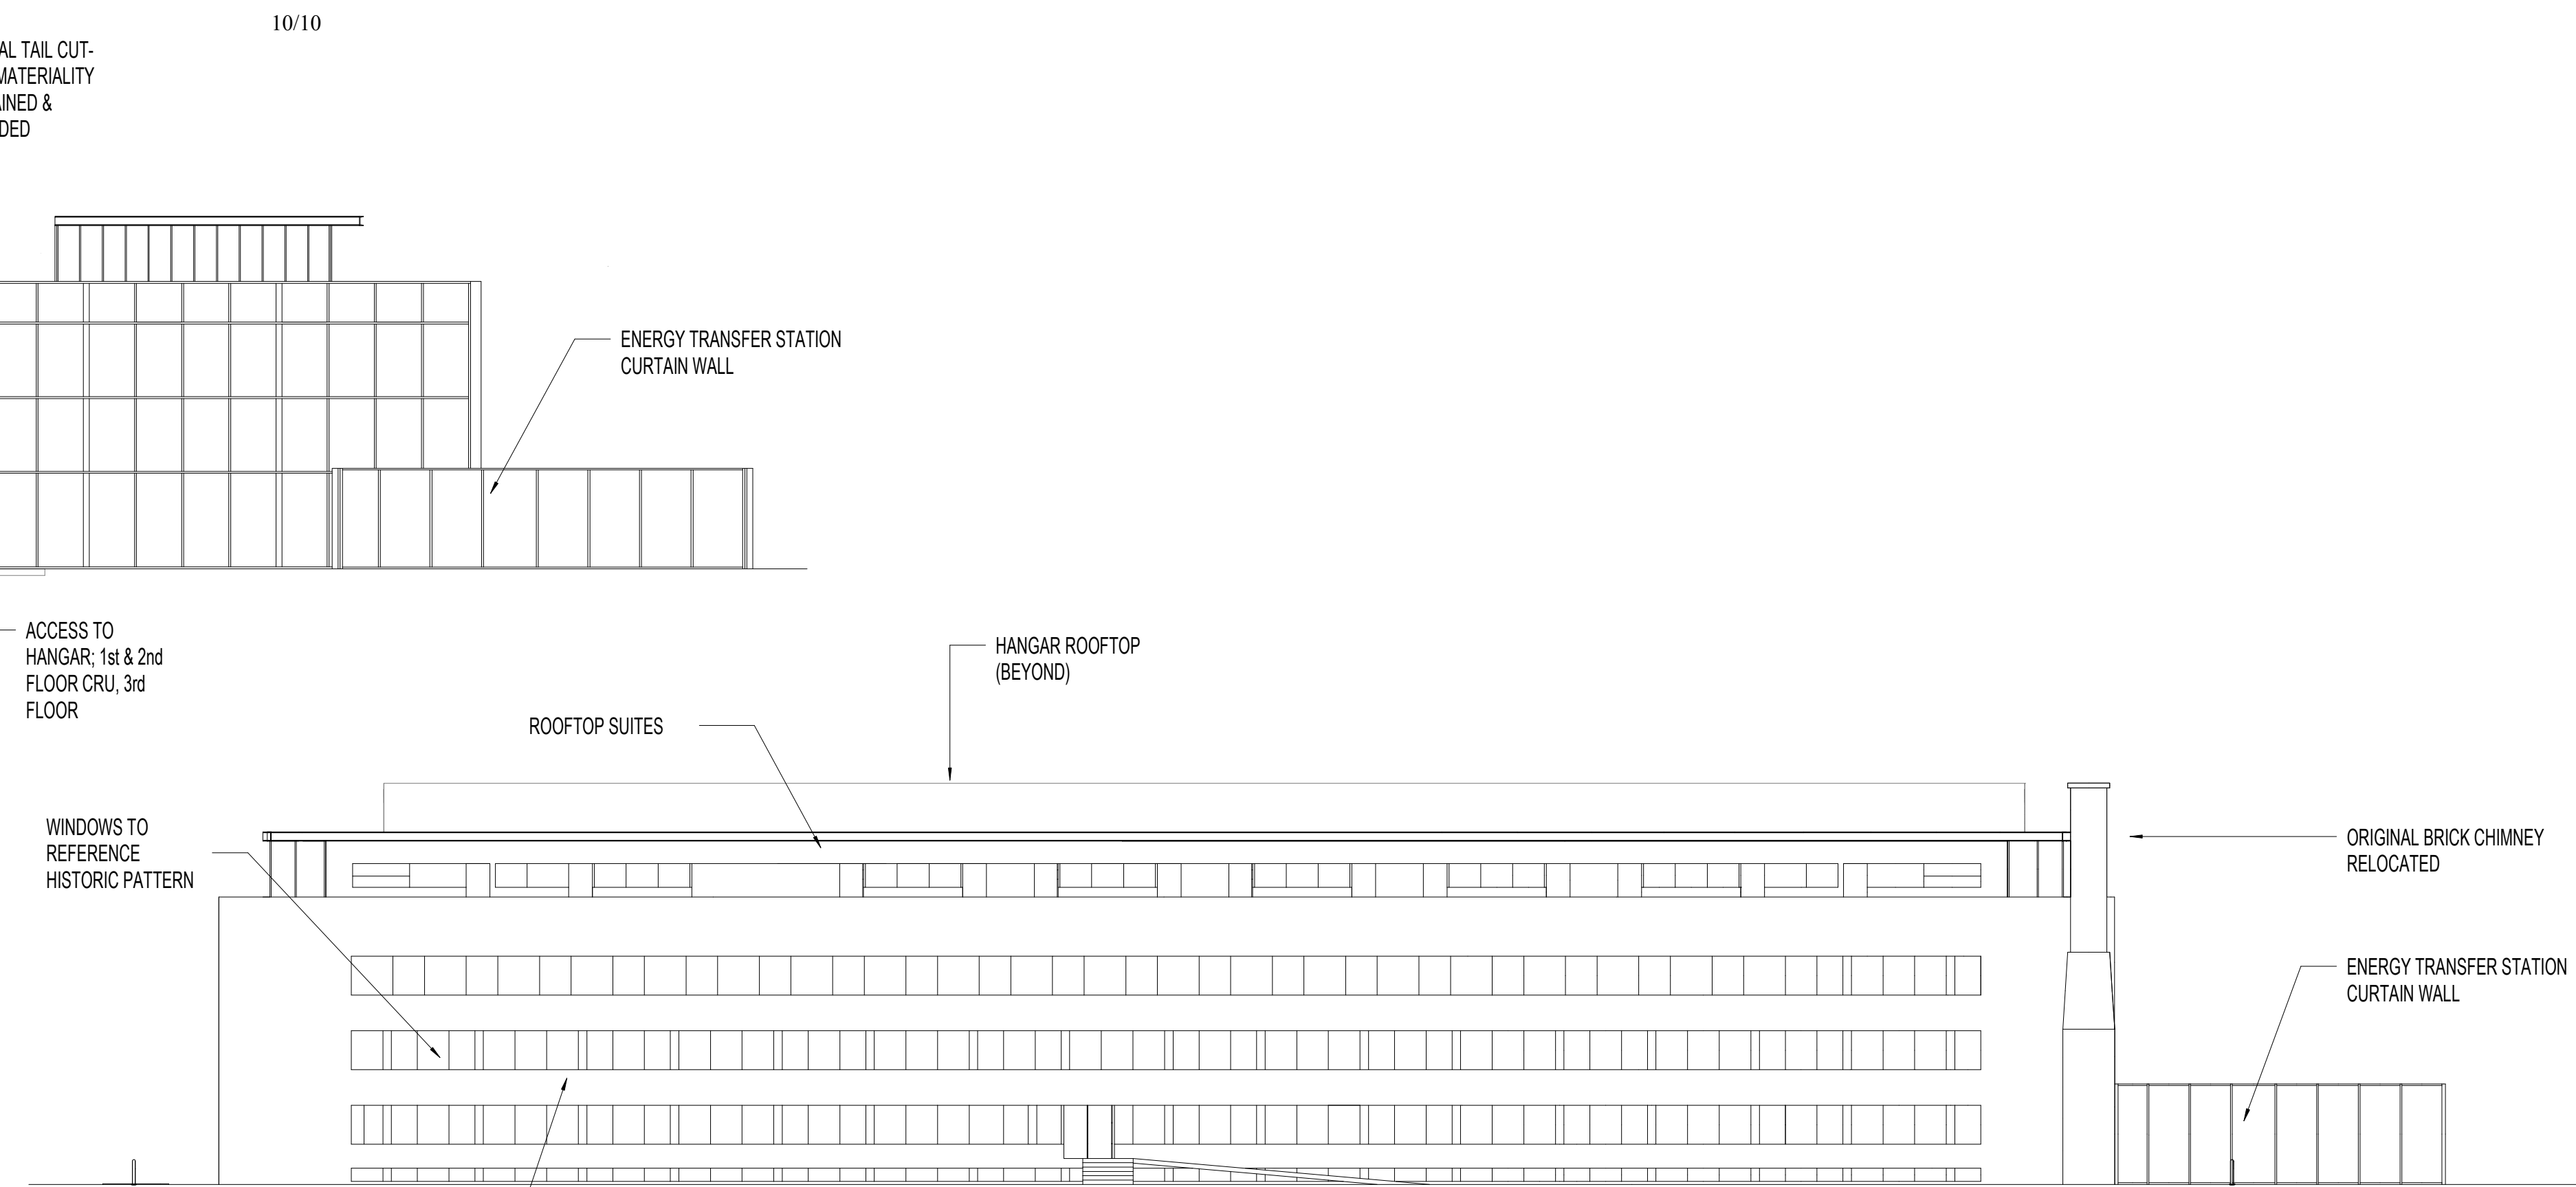 10/10
AL TAIL CUT-
MATERIALITY
AINED &
DED
ENERGY TRANSFER STATION
CURTAIN WALL
ACCESS TO
HANGAR; 1st & 2nd
FLOOR CRU, 3rd
FLOOR
HANGAR ROOFTOP
(BEYOND)
ROOFTOP SUITES
WINDOWS TO
REFERENCE
HISTORIC PATTERN
ORIGINAL BRICK CHIMNEY
RELOCATED
ENERGY TRANSFER STATION
CURTAIN WALL